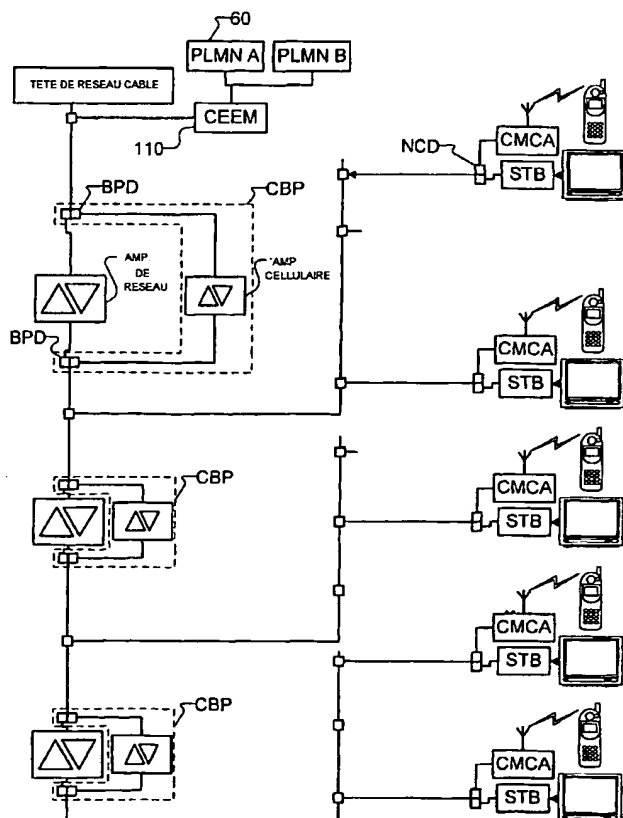 60
PLMN A
PLMN B
TETE DE RESEAU CABLE
CEEM
110
NCD
CMCA
STB
BPD
CBP
AMP.
DE
RESEAU
AMP
CELLULAIRE
BPD
CMCA
STB
CBP
CMCA
STB
CMCA
STB
CBP
CMCA
STB